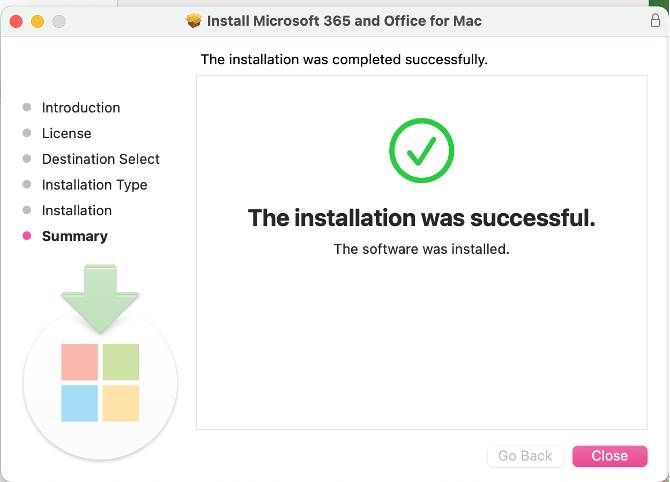 Install Microsoft 365 and Office for Mac
The installation was completed successfully.
Introduction
License
Destination Select
Installation Type
Installation
Summary
The installation was successful.
The software was installed.
Go Back
Close